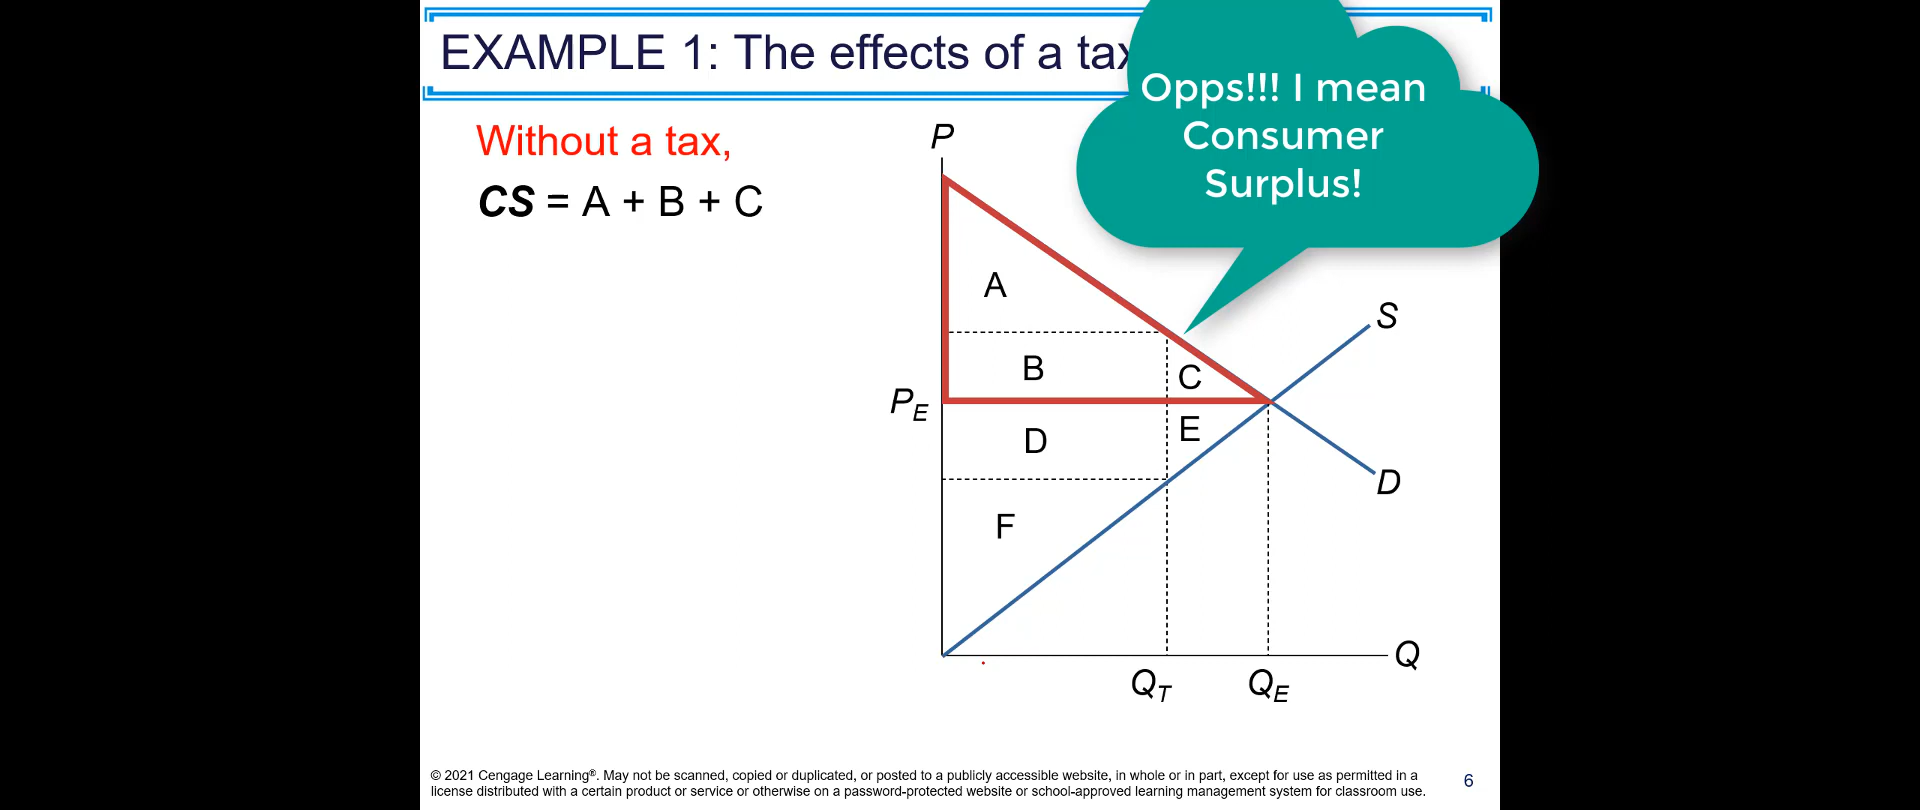 EXAMPLE 1: The effects of a tax
Opps!!! I mean
Consumer
Surplus!
Without a tax,
CS = A + B + C
P
A
S
B
C
P_E
D
E
D
F
Q
Q_T
Q_E
© 2021 Cengage Learning®. May not be scanned, copied or duplicated, or posted to a publicly accessible website, in whole or in part, except for use as permitted in a
license distributed with a certain product or service or otherwise on a password-protected website or school-approved learning management system for classroom use.
6